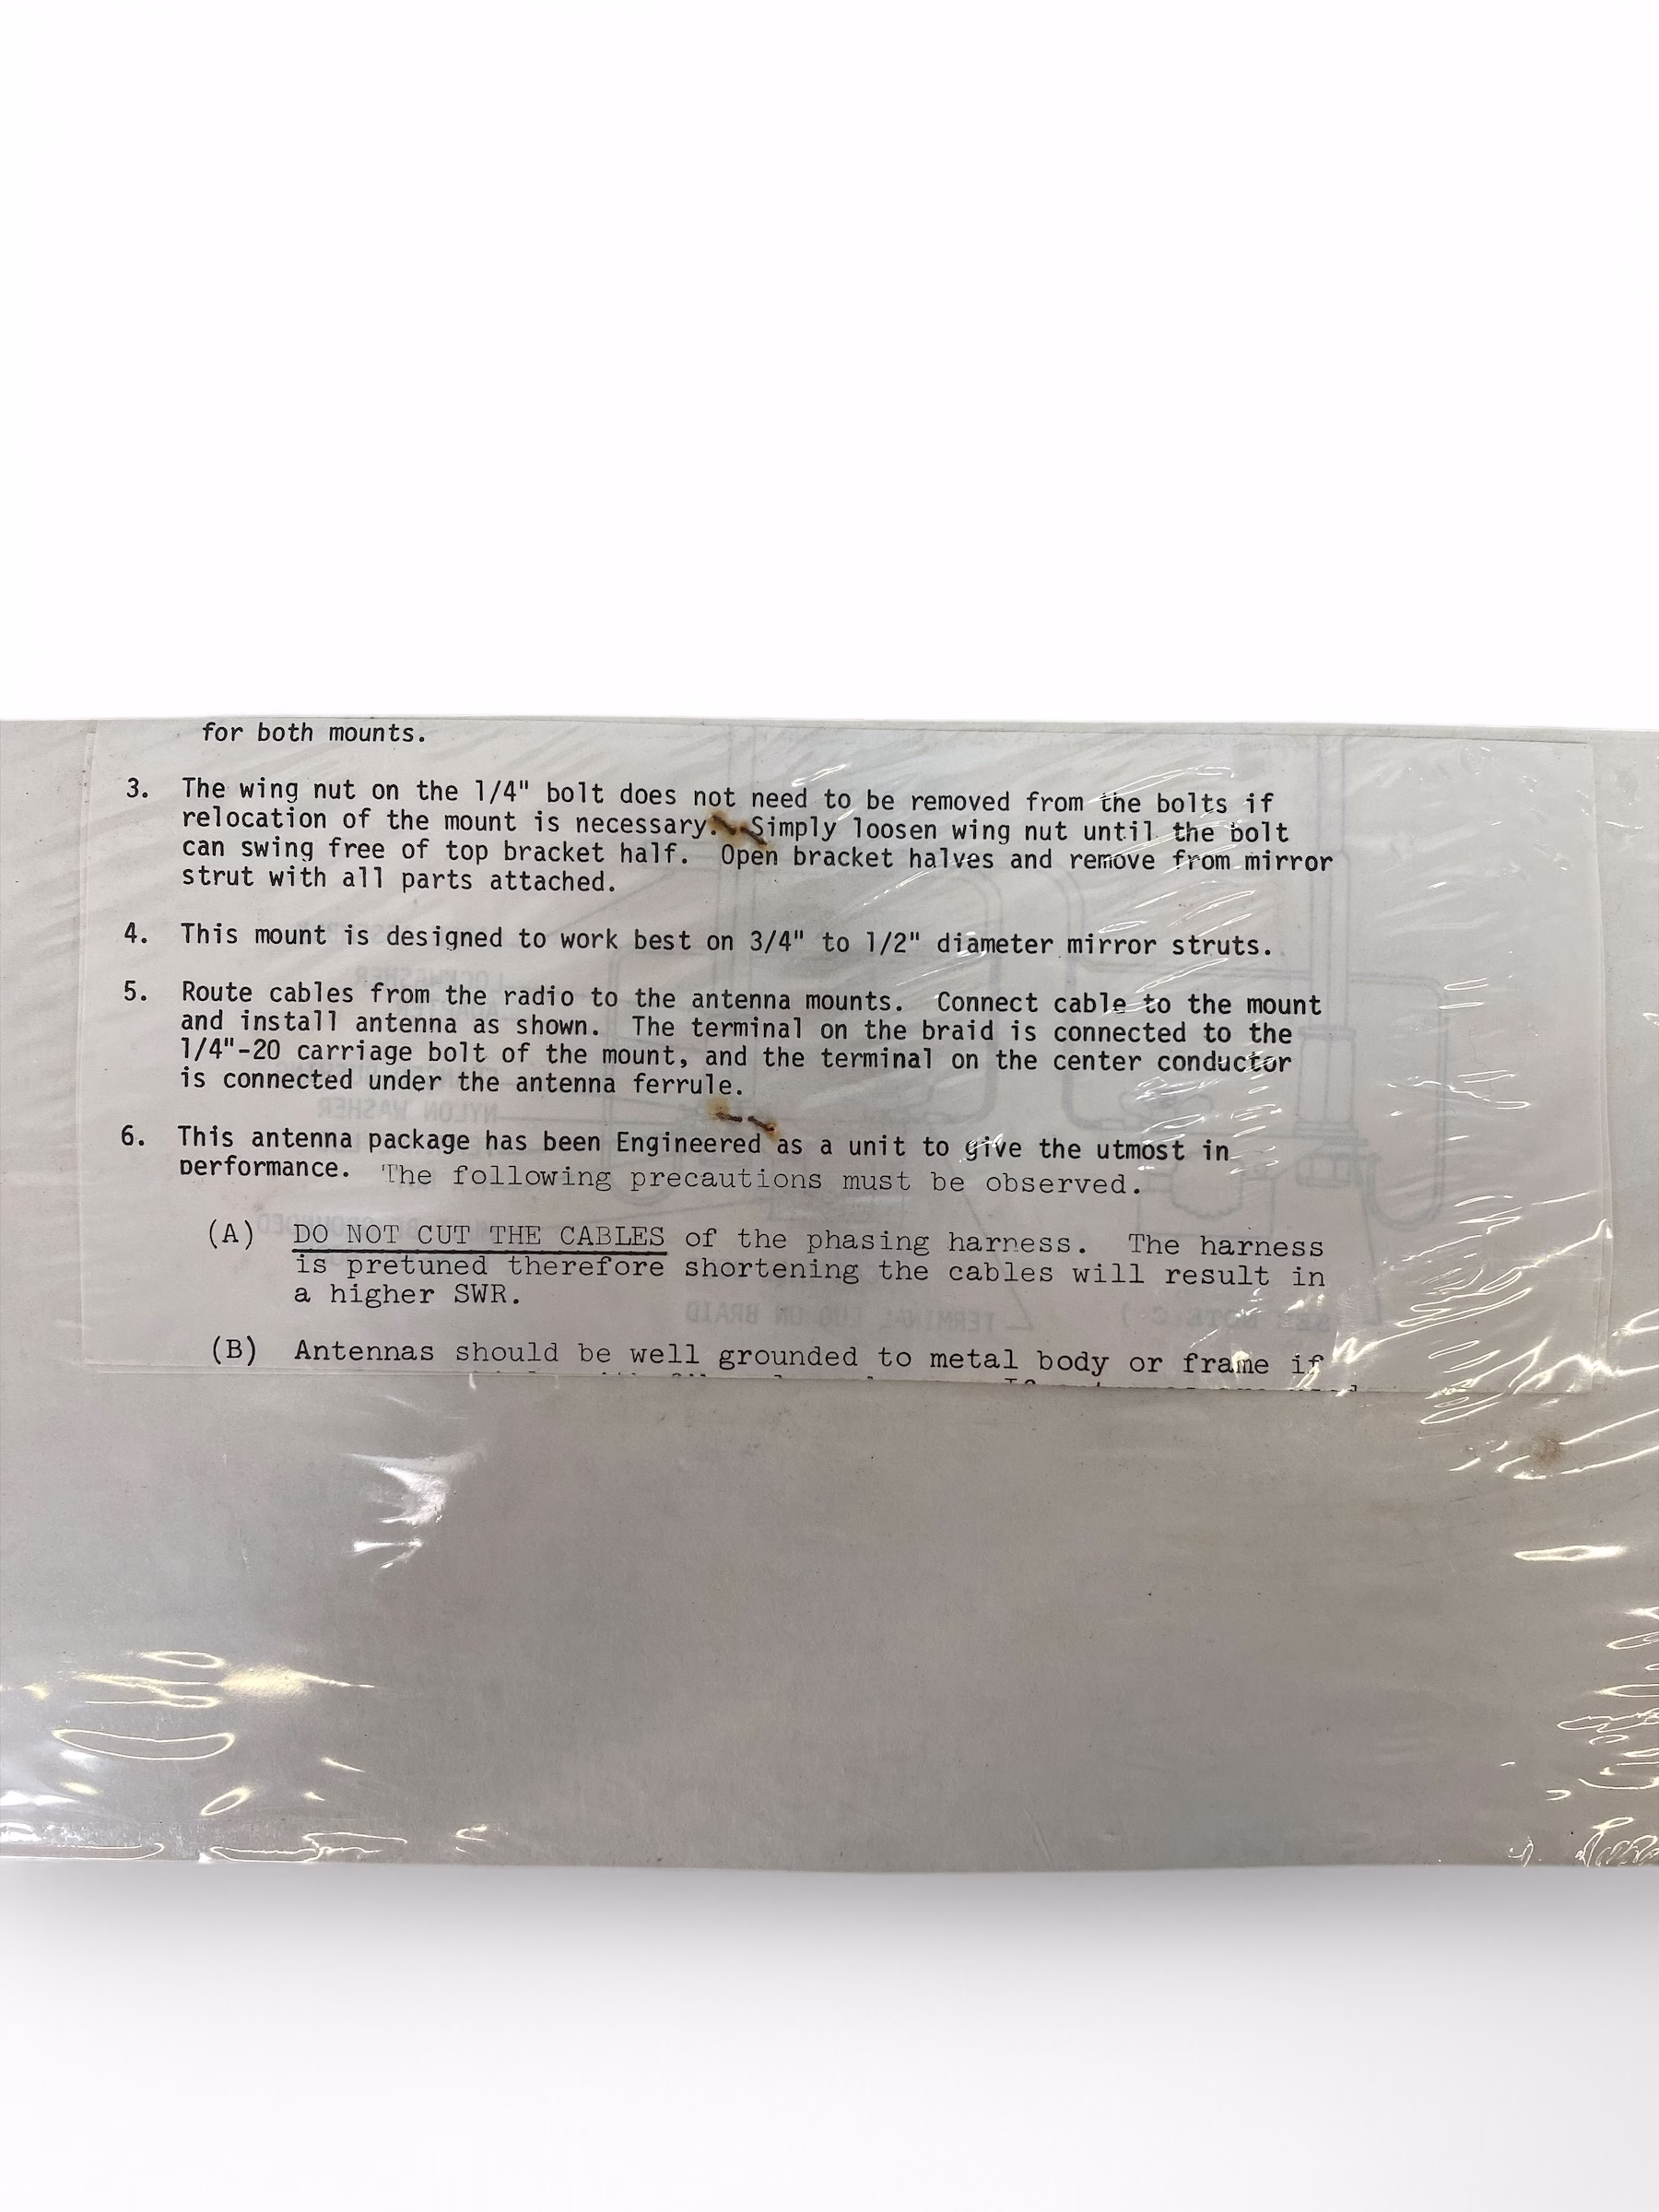 for both mounts.
3. The wing nut on the 1/4" bolt does not need to be removed from the bolts if
relocation of the mount is necessary. Simply loosen wing nut until the bolt
can swing free of top bracket half. Open bracket halves and remove from mirror
strut with all parts attached.
4. This mount is designed to work best on 3/4" to 1/2" diameter mirror struts.
5. Route cables from the radio to the antenna mounts. Connect cable to the mount
and install antenna as shown. The terminal on the braid is connected to the
1/4"-20 carriage bolt of the mount, and the terminal on the center conductor
is connected under the antenna ferrule.
6. This antenna package has been Engineered as a unit to give the utmost in
performance. The following precautions must be observed.
(A) DO NOT CUT THE CABLES of the phasing harness. The harness
is pretuned therefore shortening the cables will result in
a higher SWR.
(B) Antennas should be well grounded to metal body or frame if
LOCKWASHER
NYLON WASHER
TERMINAL LUG ON BRAID
(SEE NOTE C)